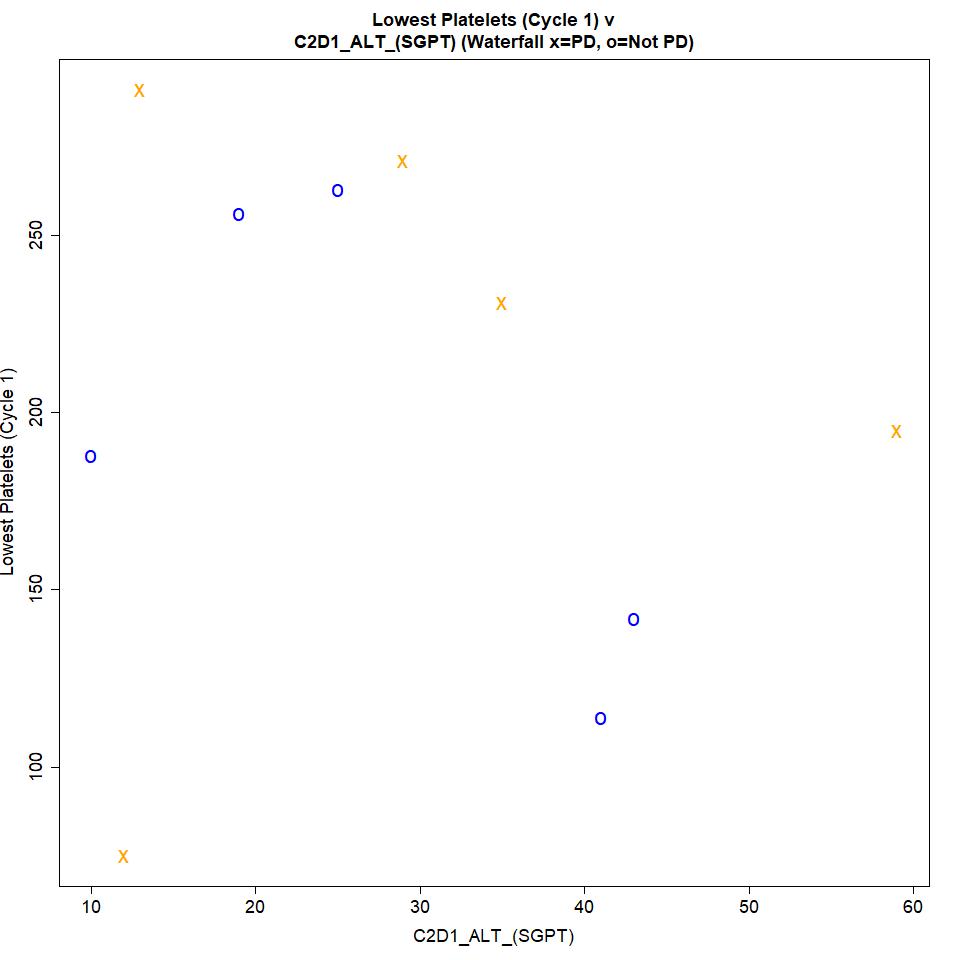 Lowest Platelets (Cycle 1) v
C2D1_ALT_(SGPT) (Waterfall x=PD, o=Not PD)
Lowest Platelets (Cycle 1)
250
200
150
100
X
X
O
O
X
X
O
O
O
X
10 20 30 40 50 60
C2D1_ALT_(SGPT)